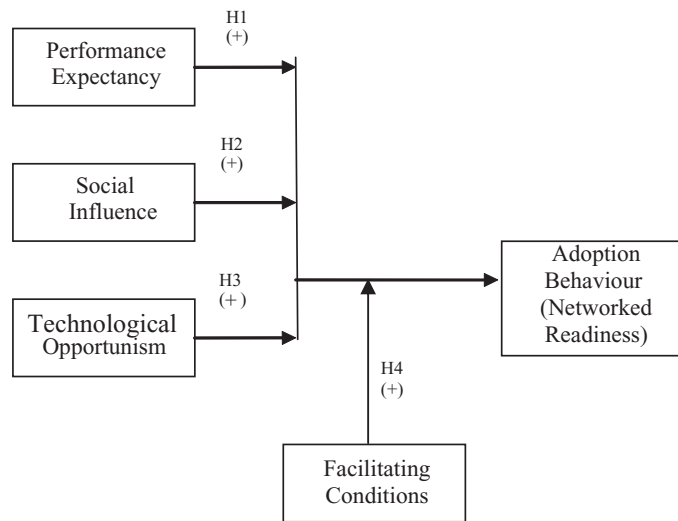 H1
(+)
Performance
Expectancy
H2
(+)
Social
Influence
H3
(+)
Technological
Opportunism
Adoption
Behaviour
(Networked
Readiness)
H4
(+)
Facilitating
Conditions